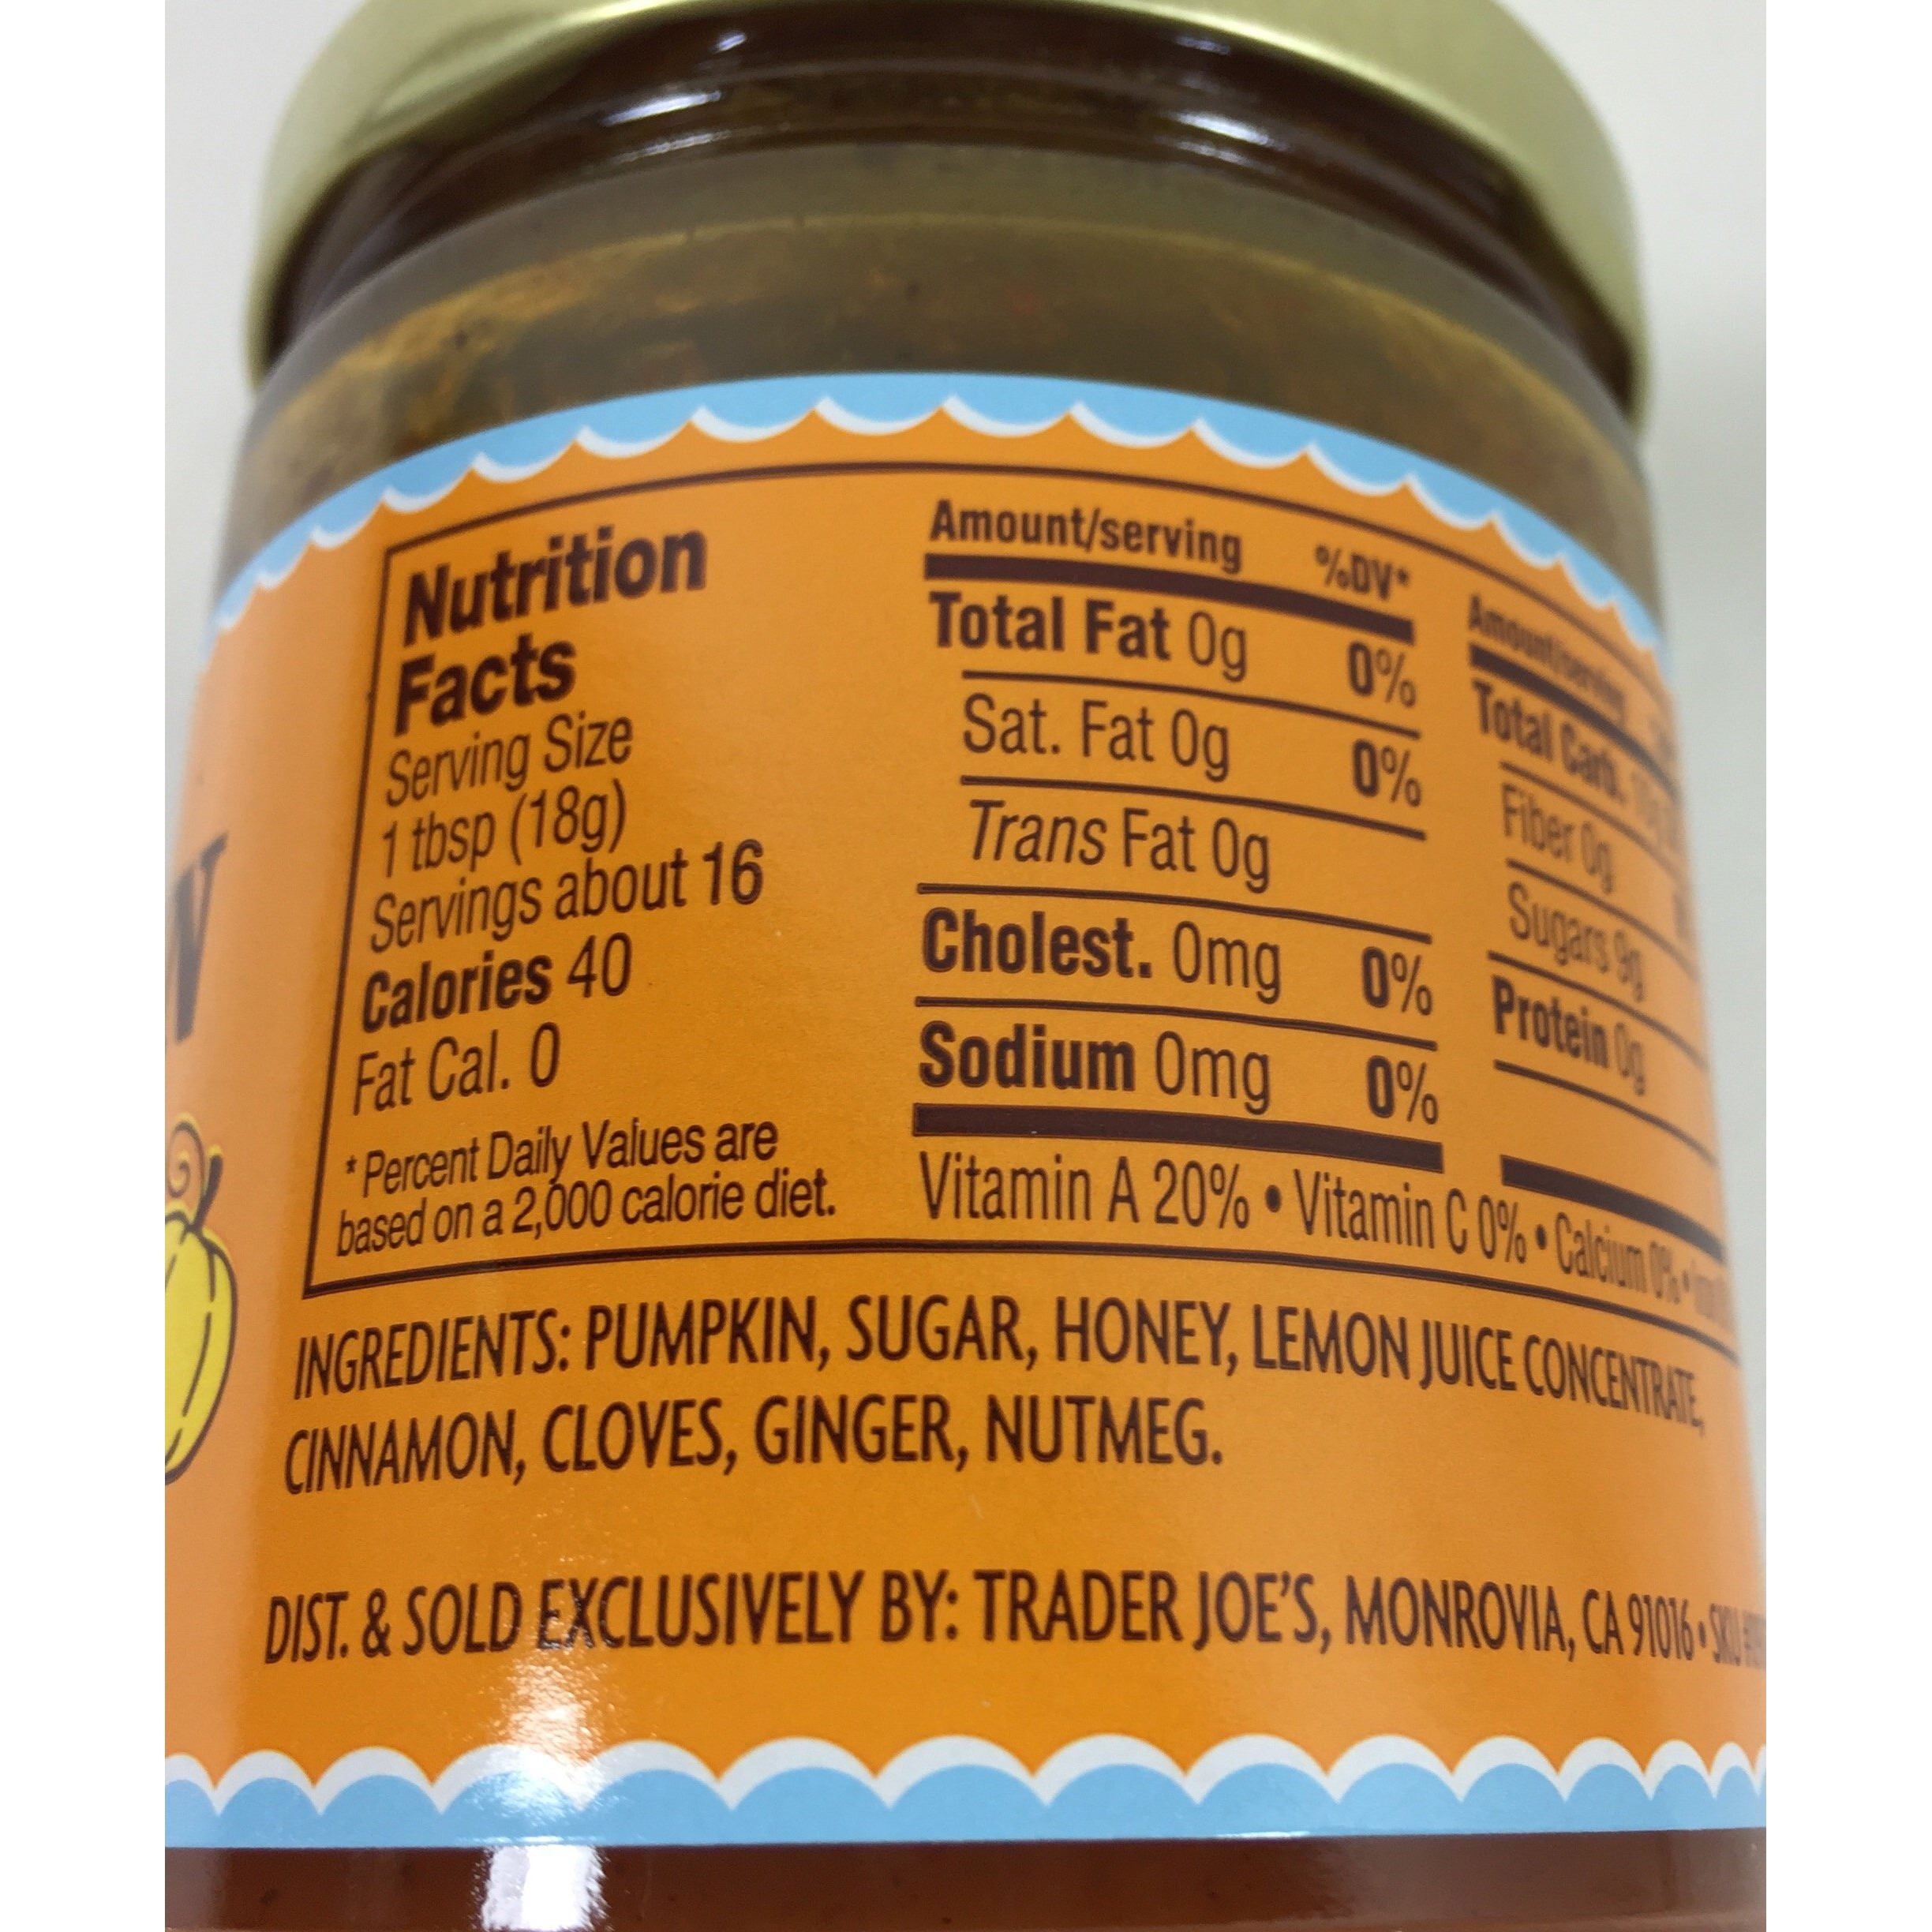 Nutrition
Facts
Serving Size
1 tbsp (18g)
Servings about 16
Calories 40
Fat Cal. 0
* Percent Daily Values are
based on a 2,000 calorie diet.
Amount/serving %DV*
Total Fat 0g 0%
Sat. Fat 0g 0%
Trans Fat 0g
Cholest. 0mg 0%
Sodium 0mg 0%
Amount/serving
Total Carb. 10g
Fiber 0g
Sugars 9g
Protein 0g
Vitamin A 20% • Vitamin C 0% • Calcium 0% •
INGREDIENTS: PUMPKIN, SUGAR, HONEY, LEMON JUICE CONCENTRATE,
CINNAMON, CLOVES, GINGER, NUTMEG.
DIST. & SOLD EXCLUSIVELY BY: TRADER JOE'S, MONROVIA, CA 91016 • SKU